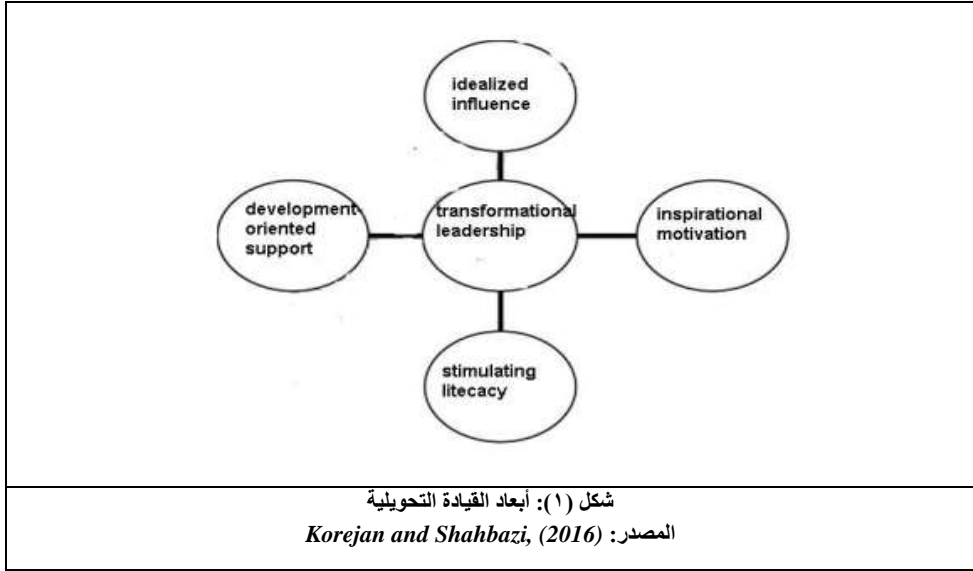 idealized
influence
development-
oriented
support
transformational
leadership
inspirational
motivation
stimulating
litecacy
شكل (١): أبعاد القيادة التحويلية
المصدر: Korejan and Shahbazi, (2016)